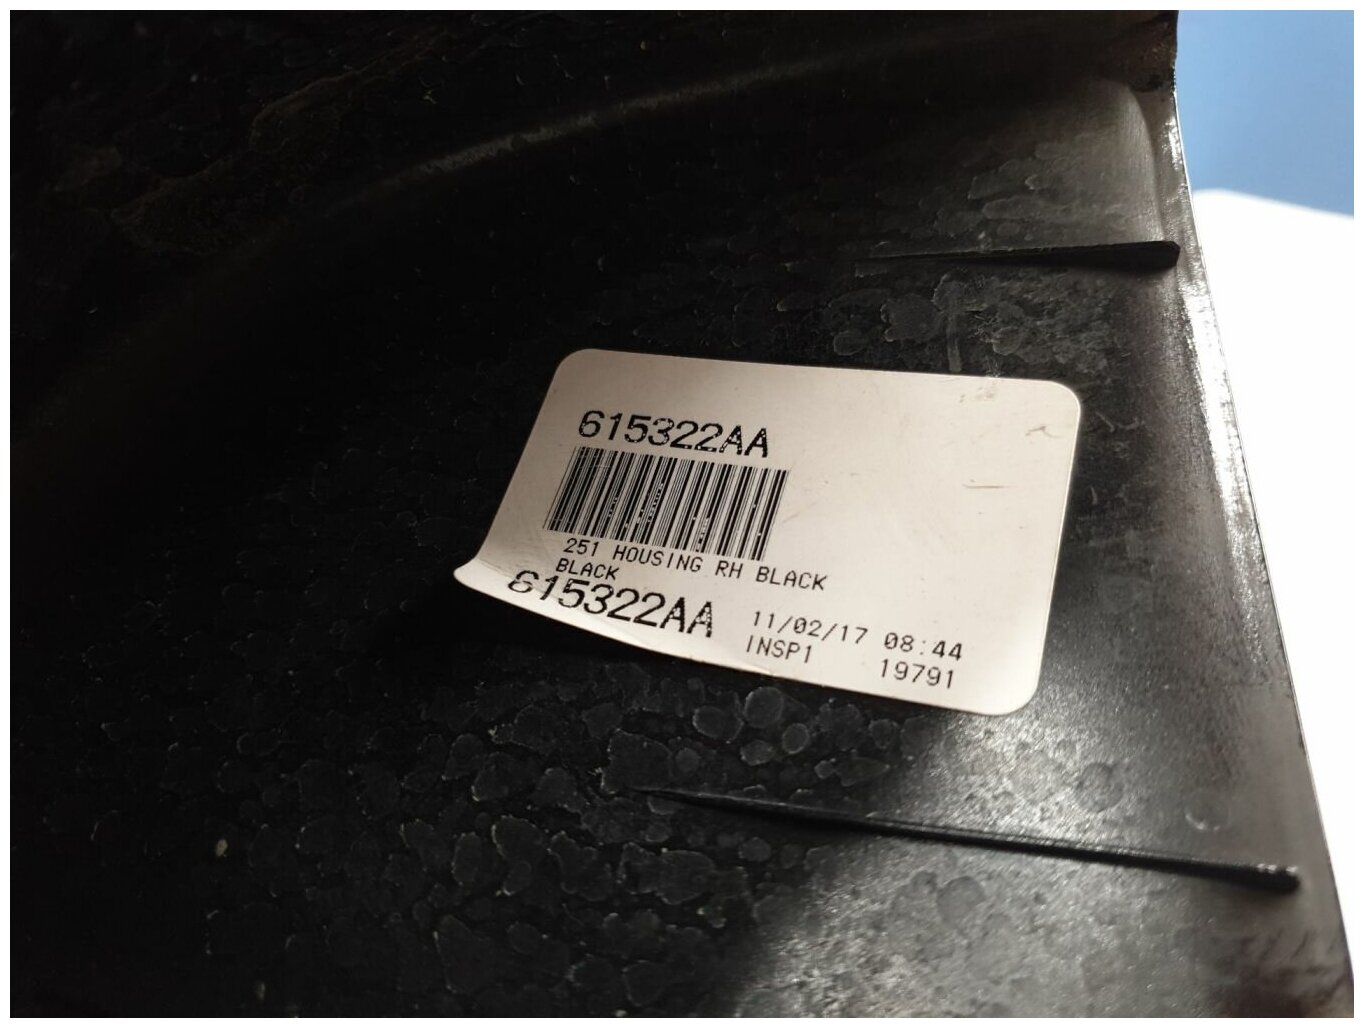 615322AA
251 HOUSING RH BLACK
BLACK
615322AA
11/02/17 08:44
INSP1 19791